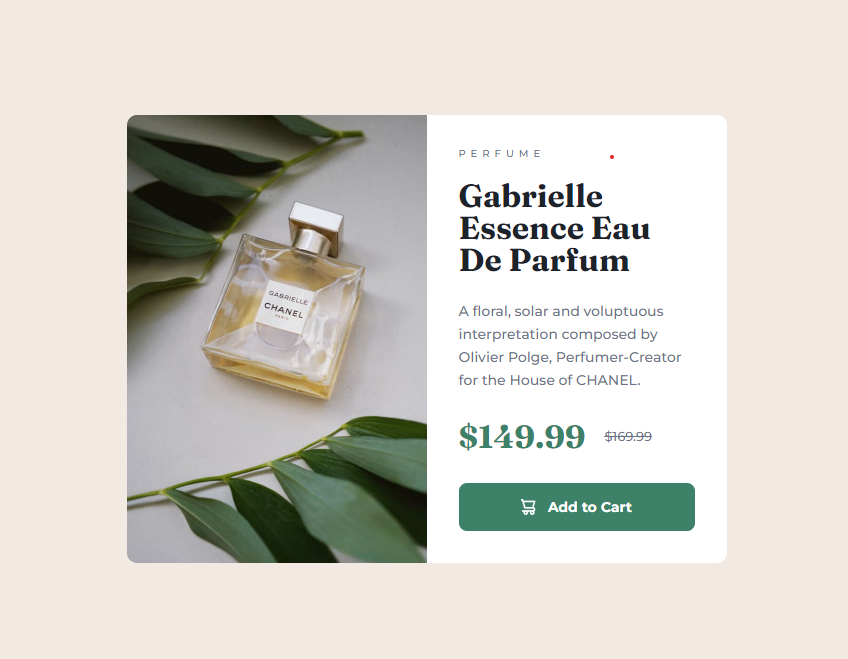 GABRIELLE
CHANEL
PARIS
PERFUME
Gabrielle
Essence Eau
De Parfum
A floral, solar and voluptuous
interpretation composed by
Olivier Polge, Perfumer-Creator
for the House of CHANEL.
$149.99 $169.99
Add to Cart